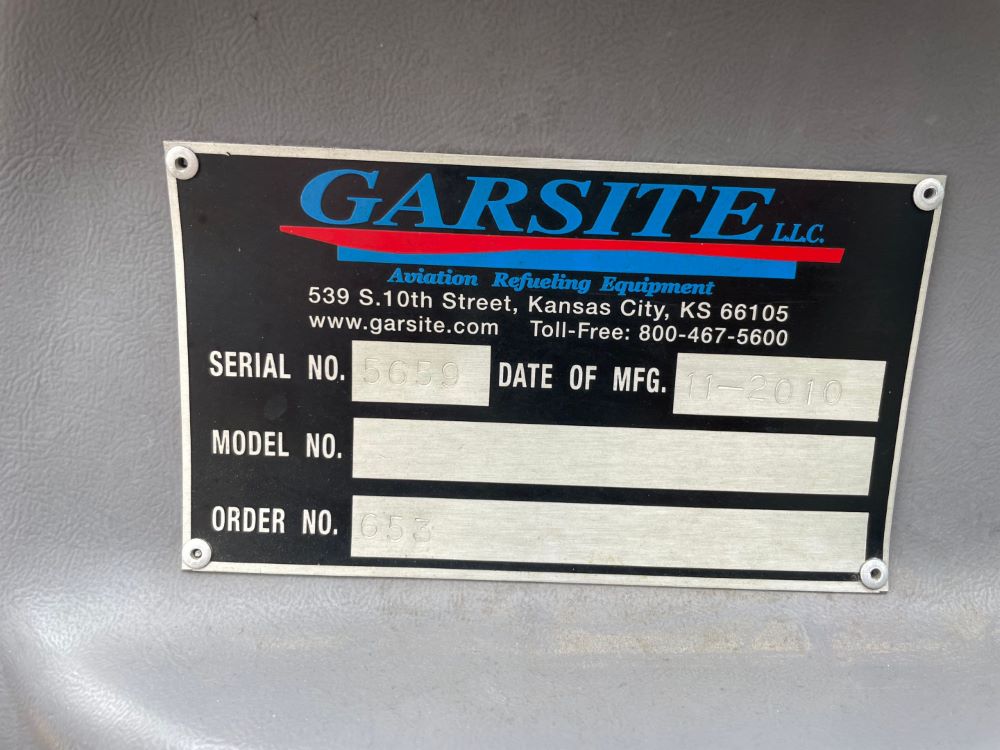 GARSITE L.L.C.
Aviation Refueling Equipment
539 S.10th Street, Kansas City, KS 66105
www.garsite.com Toll-Free: 800-467-5600
SERIAL NO. 5659 DATE OF MFG. 11-2010
MODEL NO.
ORDER NO. 653